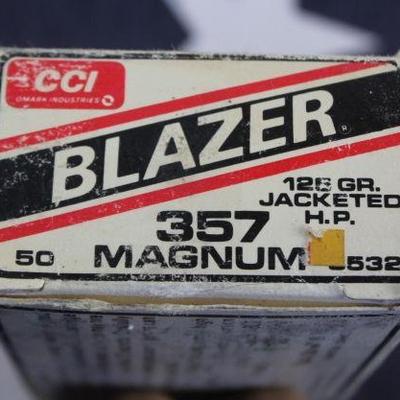 CCI
OMARK INDUSTRIES
BLAZER
125 GR.
JACKETED
H.P.
357
MAGNUM
50
532